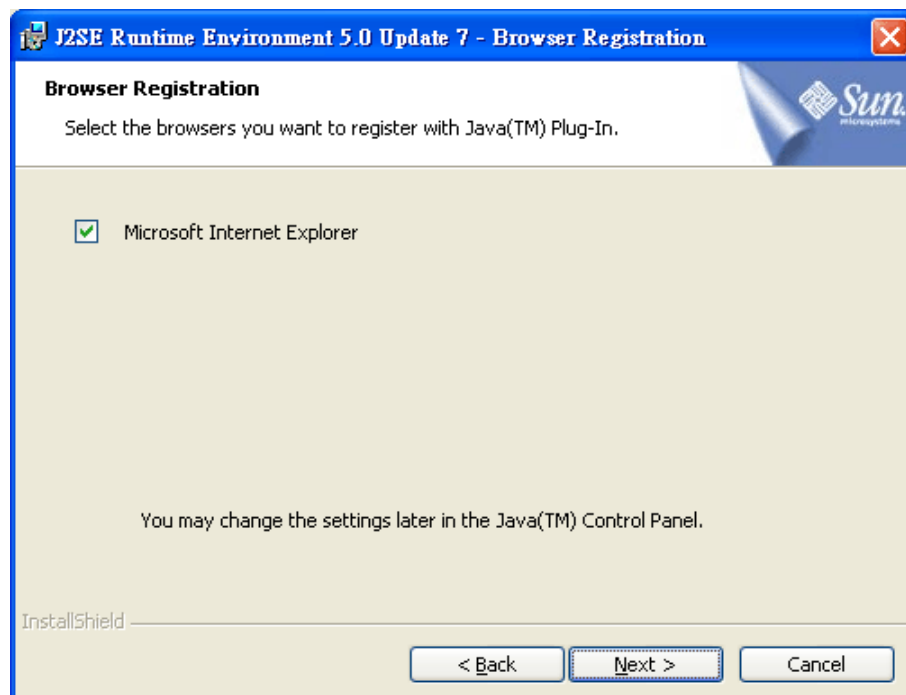 J2SE Runtime Environment 5.0 Update 7 - Browser Registration
Browser Registration
Select the browsers you want to register with Java(TM) Plug-In.
Sun
microsystems
Microsoft Internet Explorer
You may change the settings later in the Java(TM) Control Panel.
InstallShield
< Back
Next >
Cancel